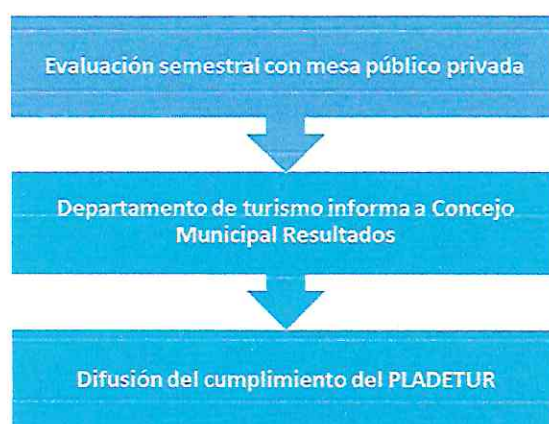 Evaluación semestral con mesa público privada
Departamento de turismo informa a Concejo
Municipal Resultados
Difusión del cumplimiento del PLADETUR